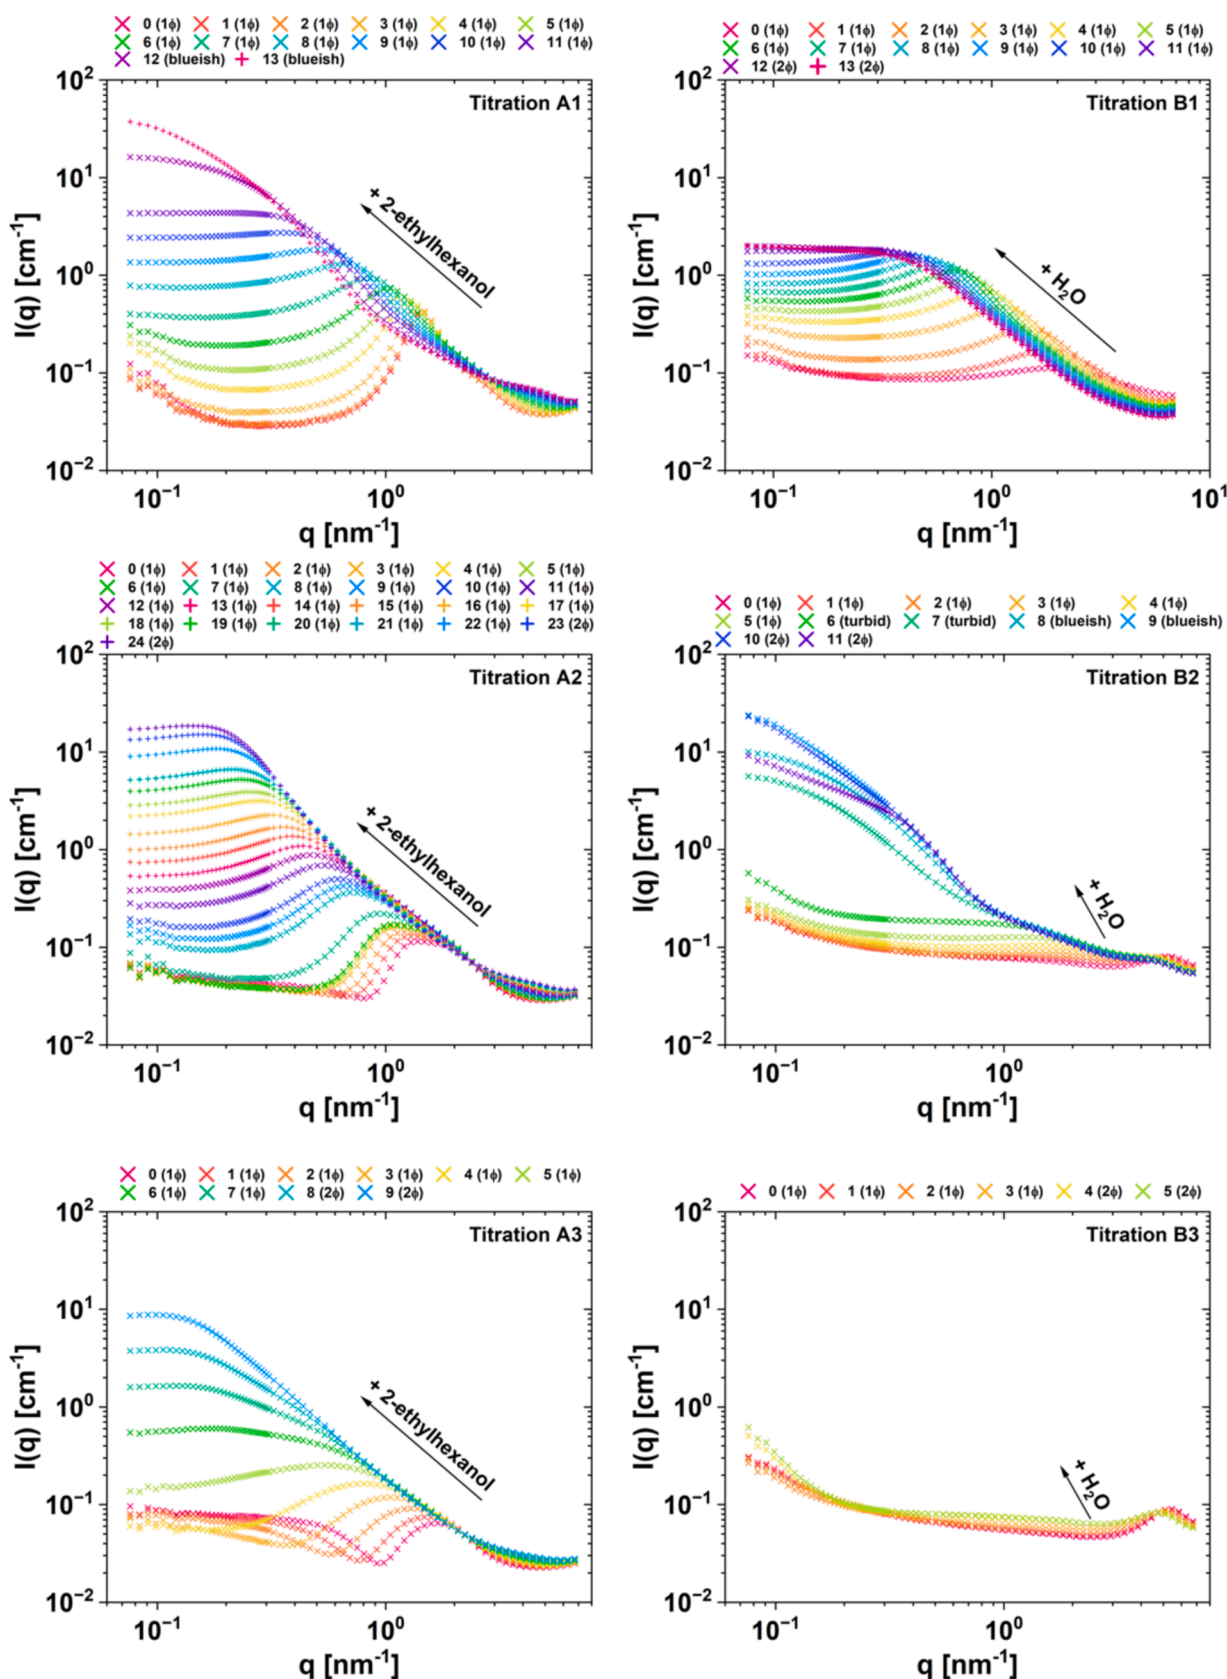 0 (1ϕ) 1 (1ϕ) 2 (1ϕ) 3 (1ϕ) 4 (1ϕ) 5 (1ϕ)
6 (1ϕ) 7 (1ϕ) 8 (1ϕ) 9 (1ϕ) 10 (1ϕ) 11 (1ϕ)
12 (blueish) 13 (blueish)
Titration A1
+ 2-ethylhexanol
10²
10¹
10⁰
10⁻¹
10⁻²
I(q) [cm⁻¹]
10⁻¹ 10⁰
q [nm⁻¹]
0 (1ϕ) 1 (1ϕ) 2 (1ϕ) 3 (1ϕ) 4 (1ϕ) 5 (1ϕ)
6 (1ϕ) 7 (1ϕ) 8 (1ϕ) 9 (1ϕ) 10 (1ϕ) 11 (1ϕ)
12 (2ϕ) 13 (2ϕ)
Titration B1
+ H₂O
10²
10¹
10⁰
10⁻¹
10⁻²
I(q) [cm⁻¹]
10⁻¹ 10⁰ 10¹
q [nm⁻¹]
0 (1ϕ) 1 (1ϕ) 2 (1ϕ) 3 (1ϕ) 4 (1ϕ) 5 (1ϕ)
6 (1ϕ) 7 (1ϕ) 8 (1ϕ) 9 (1ϕ) 10 (1ϕ) 11 (1ϕ)
12 (1ϕ) 13 (1ϕ) 14 (1ϕ) 15 (1ϕ) 16 (1ϕ) 17 (1ϕ)
18 (1ϕ) 19 (1ϕ) 20 (1ϕ) 21 (1ϕ) 22 (1ϕ) 23 (2ϕ)
24 (2ϕ)
Titration A2
+ 2-ethylhexanol
10²
10¹
10⁰
10⁻¹
10⁻²
I(q) [cm⁻¹]
10⁻¹ 10⁰
q [nm⁻¹]
0 (1ϕ) 1 (1ϕ) 2 (1ϕ) 3 (1ϕ) 4 (1ϕ)
5 (1ϕ) 6 (turbid) 7 (turbid) 8 (blueish) 9 (blueish)
10 (2ϕ) 11 (2ϕ)
Titration B2
+ H₂O
10²
10¹
10⁰
10⁻¹
10⁻²
I(q) [cm⁻¹]
10⁻¹ 10⁰
q [nm⁻¹]
0 (1ϕ) 1 (1ϕ) 2 (1ϕ) 3 (1ϕ) 4 (1ϕ) 5 (1ϕ)
6 (1ϕ) 7 (1ϕ) 8 (2ϕ) 9 (2ϕ)
Titration A3
+ 2-ethylhexanol
10²
10¹
10⁰
10⁻¹
10⁻²
I(q) [cm⁻¹]
10⁻¹ 10⁰
q [nm⁻¹]
0 (1ϕ) 1 (1ϕ) 2 (1ϕ) 3 (1ϕ) 4 (2ϕ) 5 (2ϕ)
Titration B3
+ H₂O
10²
10¹
10⁰
10⁻¹
10⁻²
I(q) [cm⁻¹]
10⁻¹ 10⁰
q [nm⁻¹]